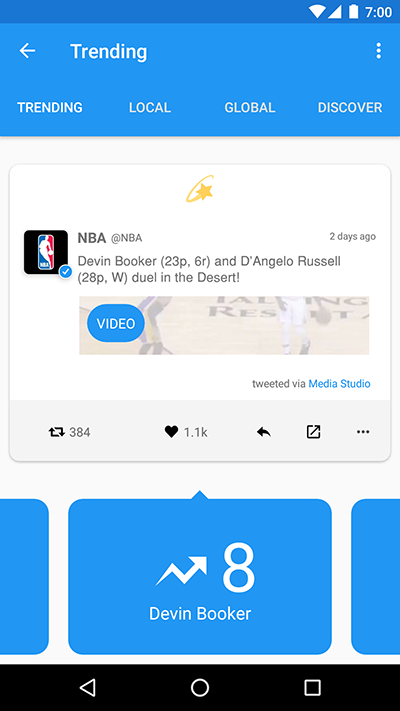 7:00
Trending
TRENDING LOCAL GLOBAL DISCOVER
NBA @NBA 2 days ago
Devin Booker (23p, 6r) and D'Angelo Russell
(28p, W) duel in the Desert!
VIDEO
tweeted via Media Studio
384 1.1k
8
Devin Booker